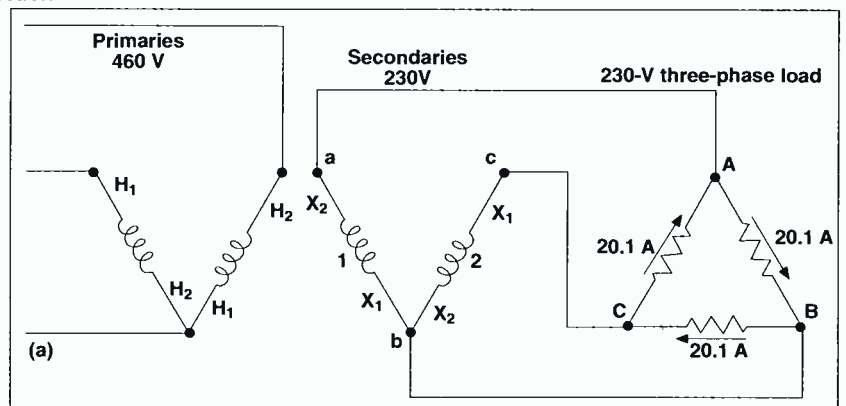 Primaries
460 V
Secondaries
230V
230-V three-phase load
a
c
A
H₁
H₂
X₂
X₁
20.1 A
20.1 A
1
2
H₂
H₁
X₁
X₂
C
B
(a)
b
20.1 A